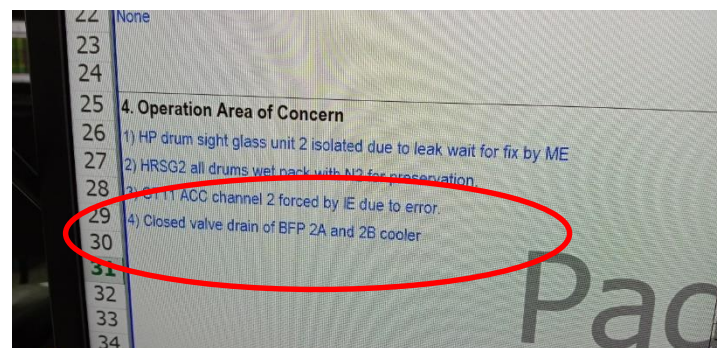 22 None
23
24
25 4. Operation Area of Concern
26 1) HP drum sight glass unit 2 isolated due to leak wait for fix by ME
27 2) HRSG2 all drums wet pack with N2 for preservation.
28 3) GT11 ACC channel 2 forced by IE due to error.
29 4) Closed valve drain of BFP 2A and 2B cooler
30
31
32
33
34